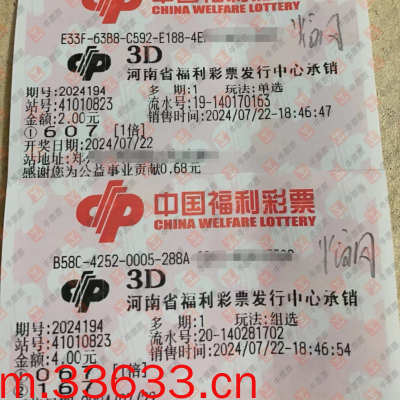 中国福利彩票
CHINA WELFARE LOTTERY
E33F-63B8-C592-E188-4E
3D
河南省福利彩票发行中心承销
期号:2024194 多 期:1 玩法:单选
站号:41010823 流水号:19-140170163
金额:2.00元 销售时间:2024/07/22-18:46:47
①607 [1倍]
开奖日期:2024/07/22
站地址:郑
感谢您为公益事业贡献0.68元
中国福利彩票
CHINA WELFARE LOTTERY
B58C-4252-0005-288A
3D
河南省福利彩票发行中心承销
期号:2024194 多 期:1 玩法:组选
站号:41010823 流水号:20-140281702
金额:4.00元 销售时间:2024/07/22-18:46:54
[1倍]
②187
m.33633.cn